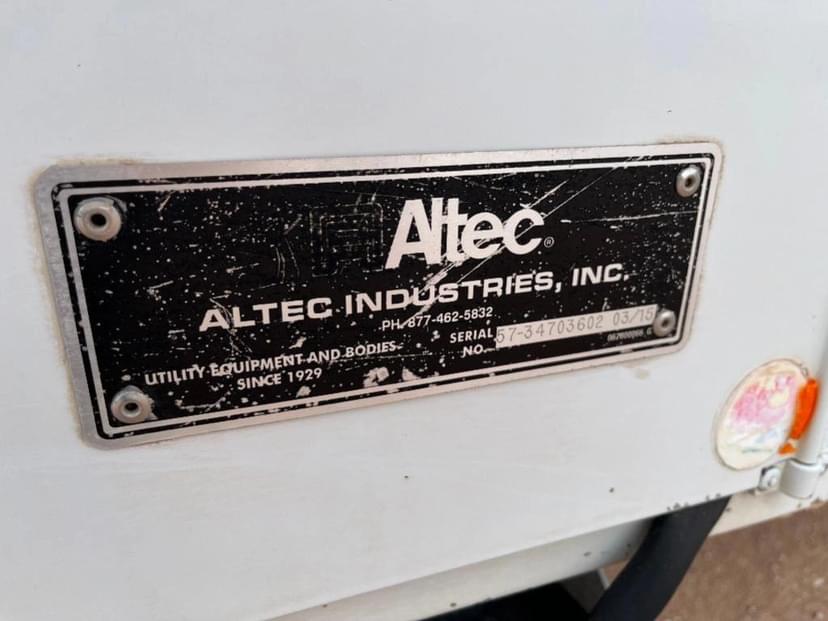 Altec®
ALTEC INDUSTRIES, INC.
PH. 877-462-5832
UTILITY EQUIPMENT AND BODIES
SINCE 1929
SERIAL NO. 57-34703602 03/15